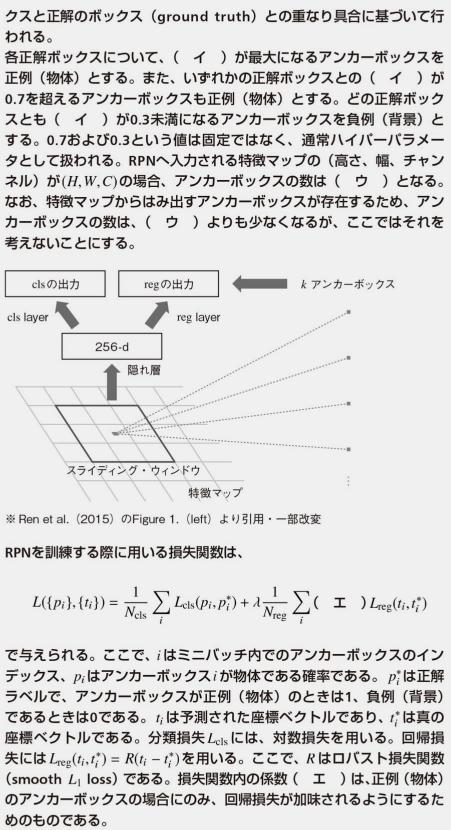 クスと正解のボックス（ground truth）との重なり具合に基づいて行
われる。
各正解ボックスについて、（　イ　）が最大になるアンカーボックスを
正例（物体）とする。また、いずれかの正解ボックスとの（　イ　）が
0.7を超えるアンカーボックスも正例（物体）とする。どの正解ボック
スとも（　イ　）が0.3未満になるアンカーボックスを負例（背景）と
する。0.7および0.3という値は固定ではなく、通常ハイパーパラメー
タとして扱われる。RPNへ入力される特徴マップの（高さ、幅、チャン
ネル）が(H,W,C)の場合、アンカーボックスの数は（　ウ　）となる。
なお、特徴マップからはみ出すアンカーボックスが存在するため、アン
カーボックスの数は、（　ウ　）よりも少なくなるが、ここではそれを
考えないことにする。
clsの出力
regの出力
k アンカーボックス
cls layer
reg layer
256-d
隠れ層
スライディング・ウィンドウ
特徴マップ
※ Ren et al.（2015）のFigure 1.（left）より引用・一部改変
RPNを訓練する際に用いる損失関数は、
L({p_i},{t_i}) = 1/N_cls ∑_i L_cls(p_i,p_i^*) + λ 1/N_reg ∑_i（　エ　）L_reg(t_i,t_i^*)
で与えられる。ここで、iはミニバッチ内でのアンカーボックスのイン
デックス、p_iはアンカーボックスiが物体である確率である。p_i^*は正解
ラベルで、アンカーボックスが正例（物体）のときは1、負例（背景）
であるときは0である。t_iは予測された座標ベクトルであり、t_i^*は真の
座標ベクトルである。分類損失L_clsには、対数損失を用いる。回帰損
失にはL_reg(t_i,t_i^*) = R(t_i − t_i^*)を用いる。ここで、Rはロバスト損失関数
（smooth L_1 loss）である。損失関数内の係数（　エ　）は、正例（物体）
のアンカーボックスの場合にのみ、回帰損失が加味されるようにするた
めのものである。